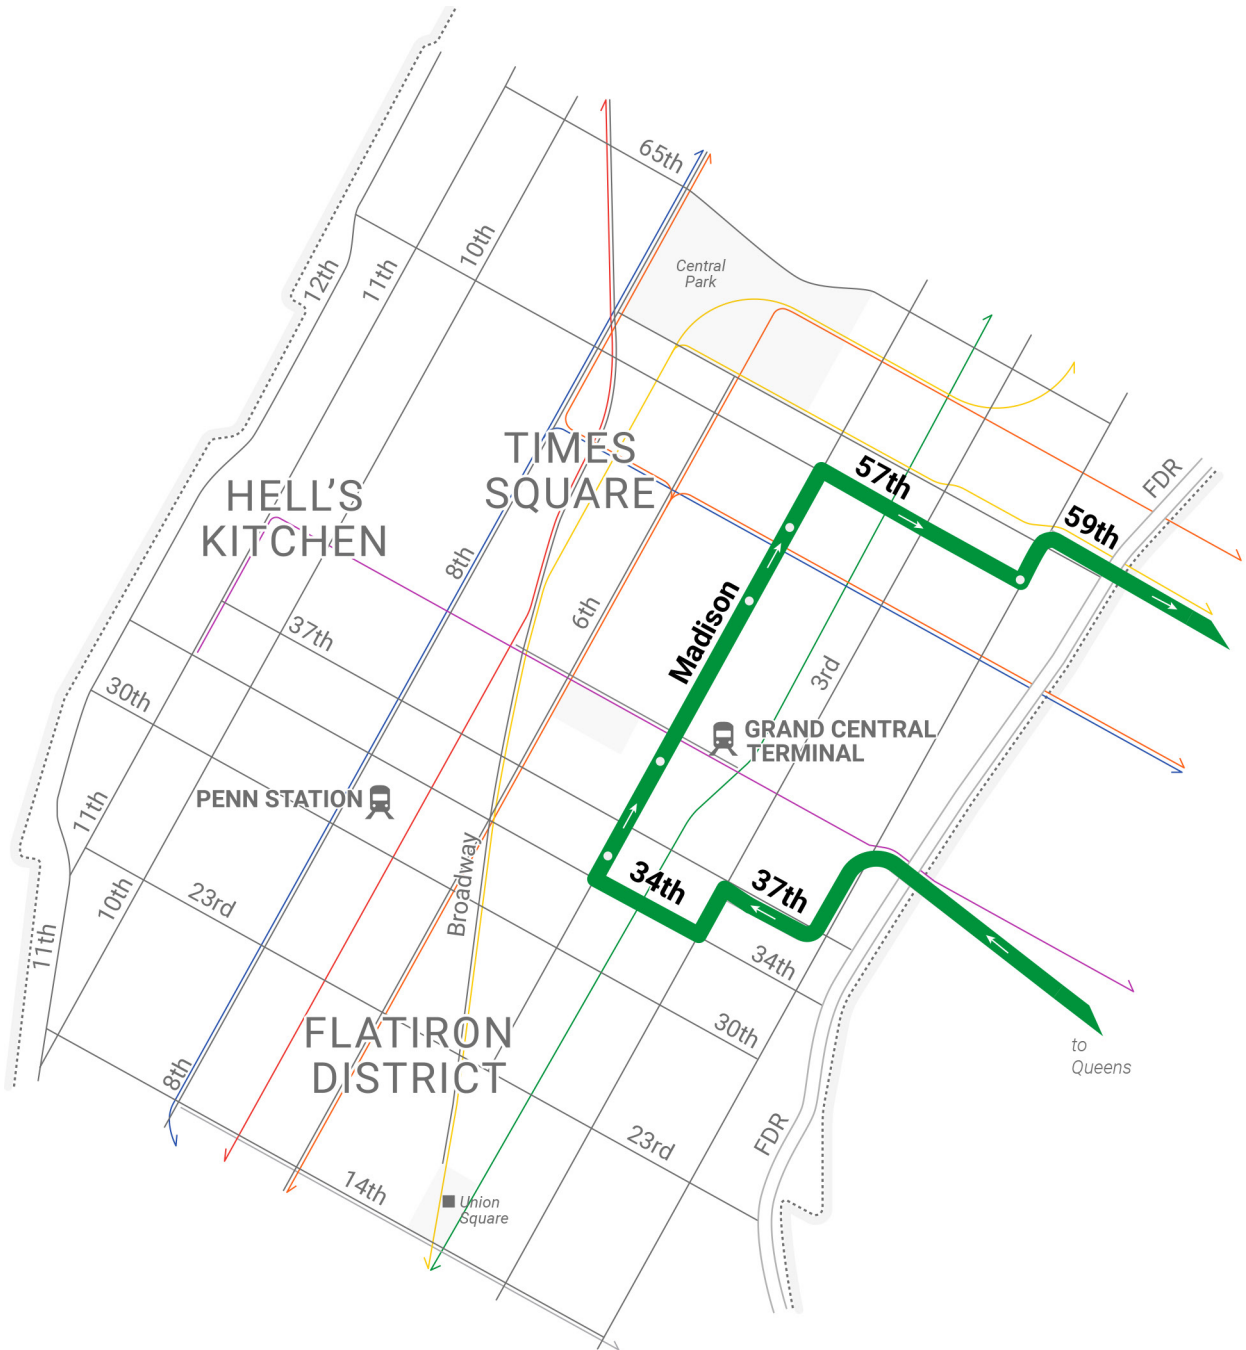 65th
Central
Park
10th
12th
11th
TIMES
SQUARE
57th
FDR
HELL'S
KITCHEN
59th
8th
6th
Madison
37th
3rd
30th
GRAND CENTRAL
TERMINAL
PENN STATION
11th
Broadway
34th
37th
10th
23rd
11th
34th
30th
FLATIRON
DISTRICT
to
Queens
8th
FDR
23rd
14th
Union
Square